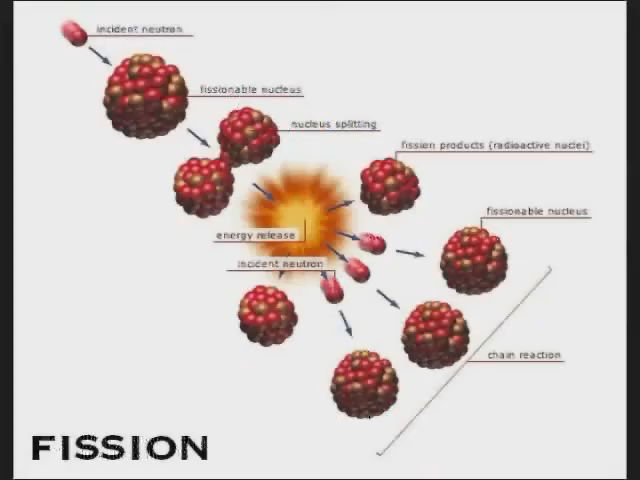 incident neutron
fissionable nucleus
nucleus splitting
fission products (radioactive nuclei)
fissionable nucleus
energy release
incident neutron
chain reaction
FISSION